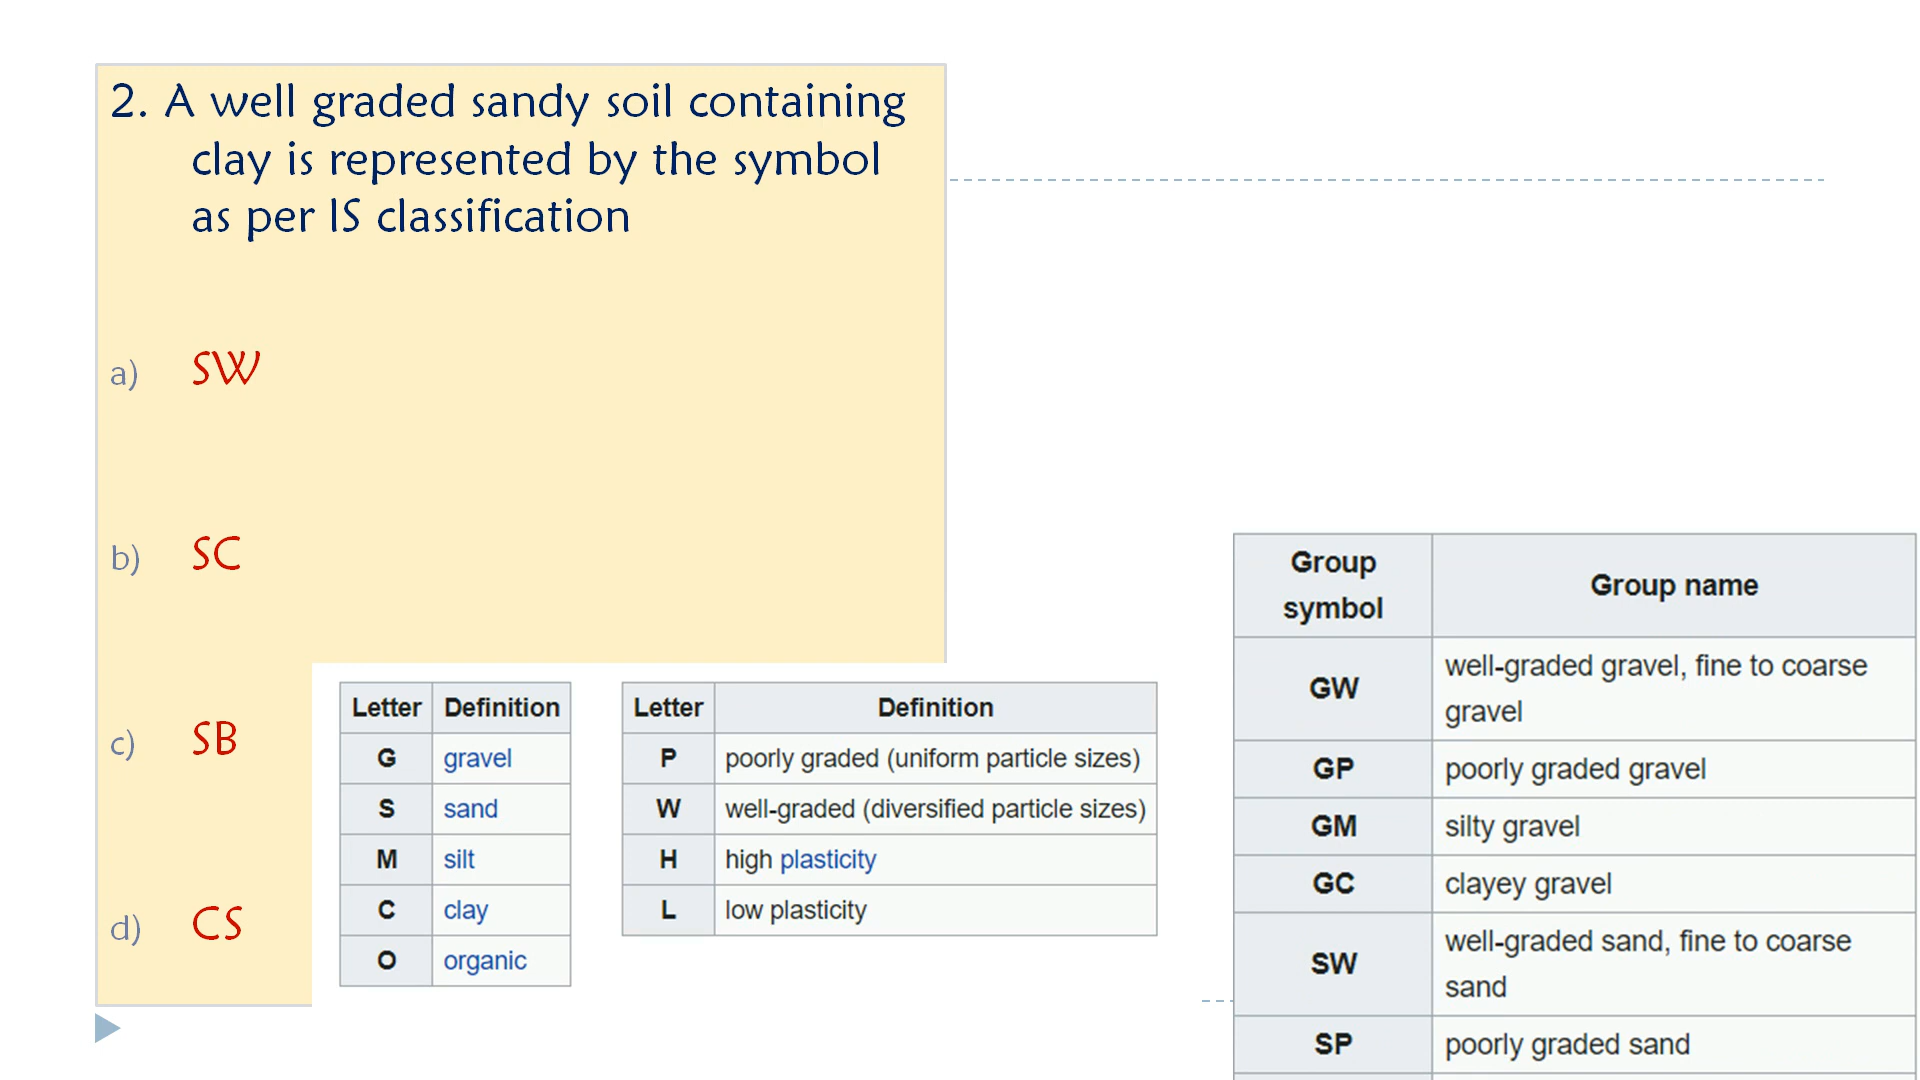 2. A well graded sandy soil containing
clay is represented by the symbol
as per IS classification
a) SW
b) SC
c) SB
d) CS
Letter Definition
G gravel
S sand
M silt
C clay
O organic
Letter Definition
P poorly graded (uniform particle sizes)
W well-graded (diversified particle sizes)
H high plasticity
L low plasticity
Group
symbol
Group name
GW
well-graded gravel, fine to coarse
gravel
GP poorly graded gravel
GM silty gravel
GC clayey gravel
SW
well-graded sand, fine to coarse
sand
SP poorly graded sand